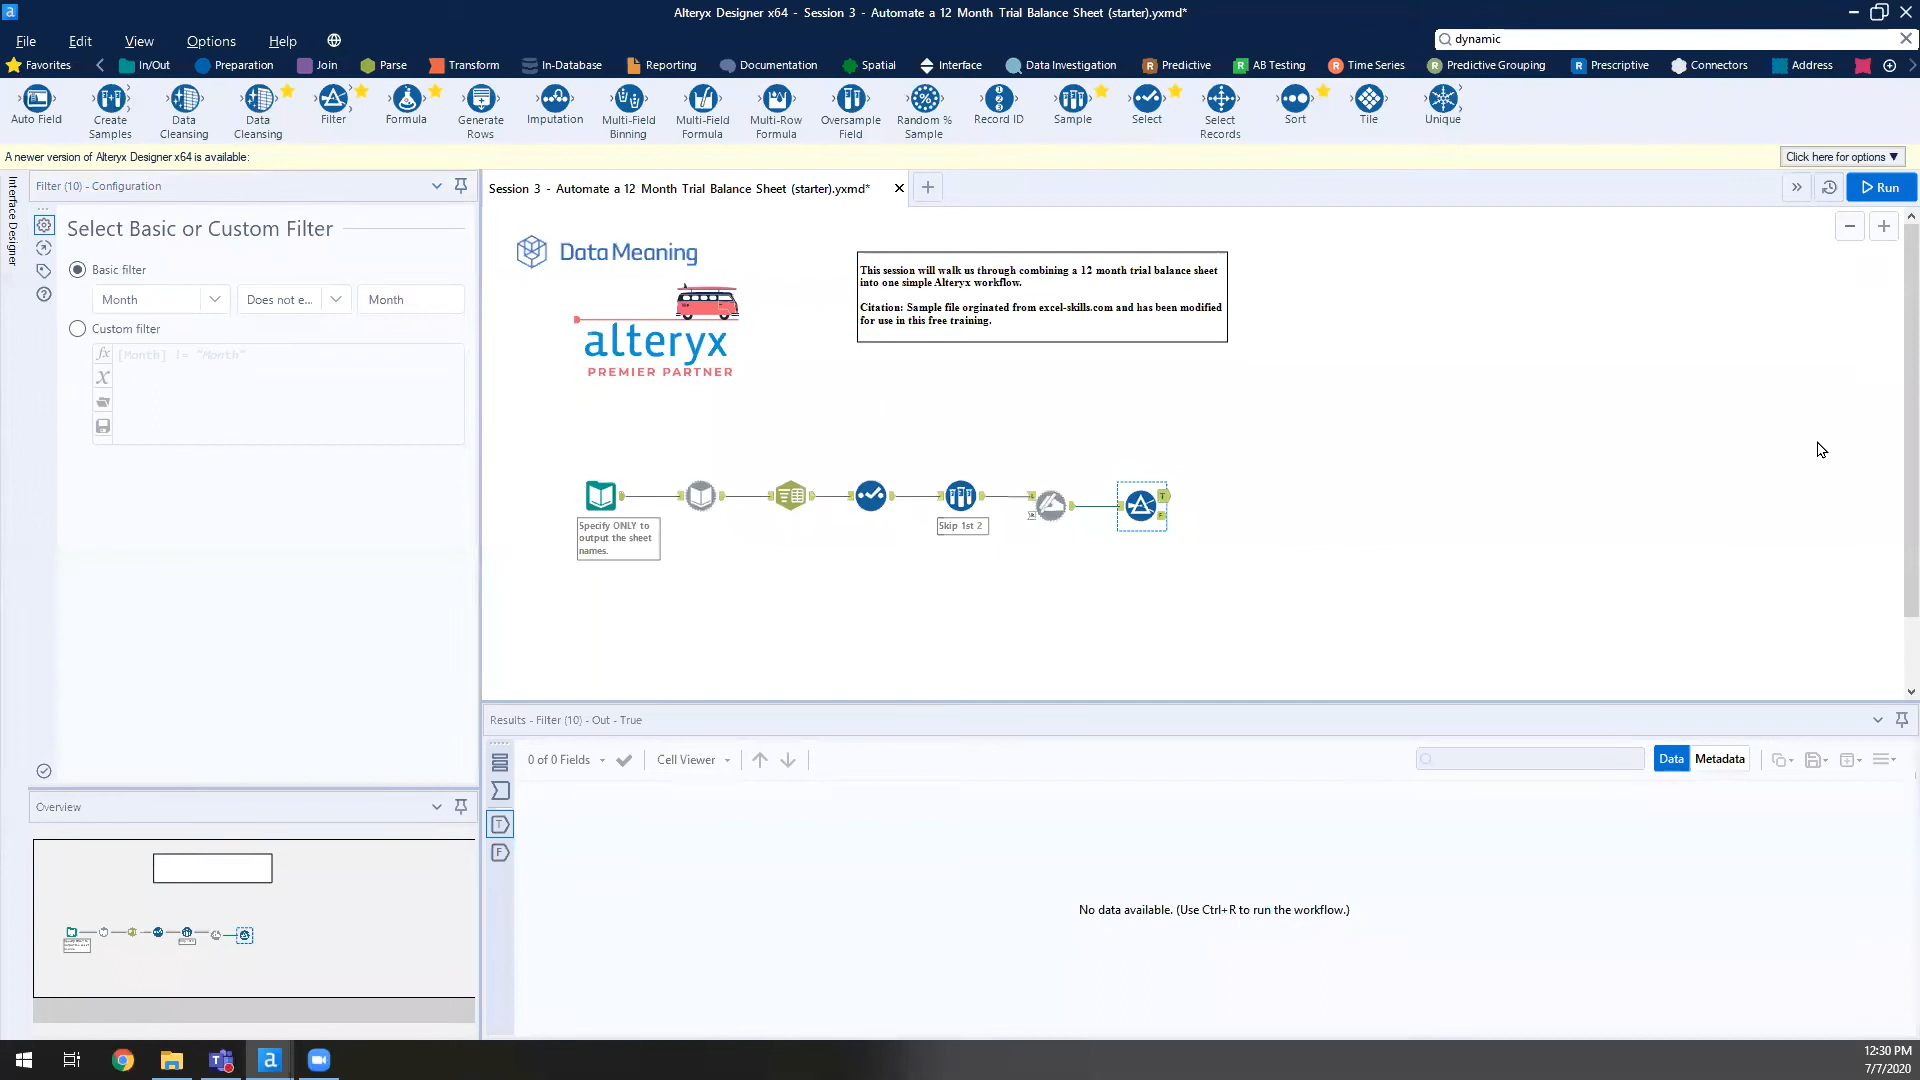 Alteryx Designer x64 - Session 3 - Automate a 12 Month Trial Balance Sheet (starter).yxmd*
File Edit View Options Help
dynamic
Favorites In/Out Preparation Join Parse Transform In-Database Reporting Documentation Spatial Interface Data Investigation Predictive AB Testing Time Series Predictive Grouping Prescriptive Connectors Address
Auto Field
Create Samples
Data Cleansing
Data Cleansing
Filter
Formula
Generate Rows
Imputation
Multi-Field Binning
Multi-Field Formula
Multi-Row Formula
Oversample Field
Random % Sample
Record ID
Sample
Select
Select Records
Sort
Tile
Unique
A newer version of Alteryx Designer x64 is available:
Click here for options ▼
Interface Designer
Filter (10) - Configuration
Select Basic or Custom Filter
Basic filter
Month Does not e... Month
Custom filter
[Month] != "Month"
Session 3 - Automate a 12 Month Trial Balance Sheet (starter).yxmd*
Run
Data Meaning
alteryx
PREMIER PARTNER
This session will walk us through combining a 12 month trial balance sheet
into one simple Alteryx workflow.
Citation: Sample file orginated from excel-skills.com and has been modified
for use in this free training.
Specify ONLY to
output the sheet
names.
Skip 1st 2
T
F
Results - Filter (10) - Out - True
0 of 0 Fields Cell Viewer
Data Metadata
T
F
No data available. (Use Ctrl+R to run the workflow.)
Overview
12:30 PM
7/7/2020